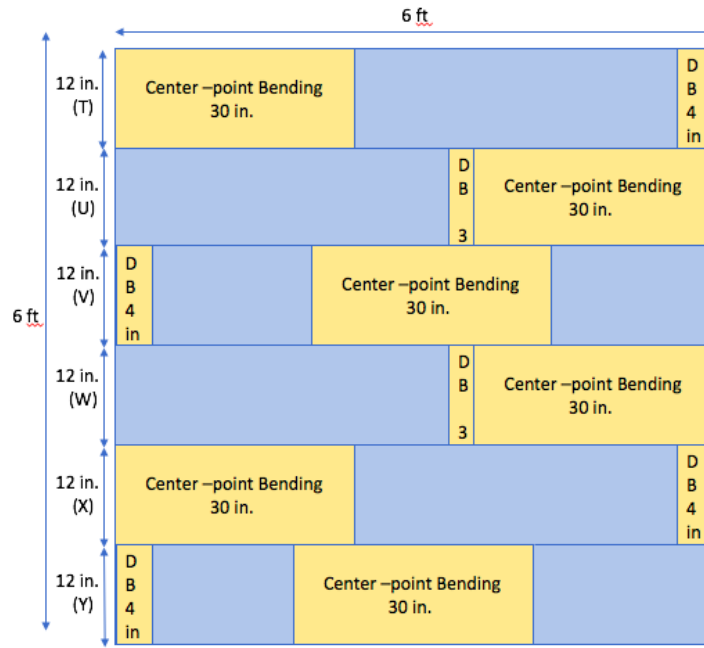 6 ft
12 in.
(T)
Center –point Bending
30 in.
D
B
4
in
12 in.
(U)
D
B
3
Center –point Bending
30 in.
6 ft
12 in.
(V)
D
B
4
in
Center –point Bending
30 in.
12 in.
(W)
D
B
3
Center –point Bending
30 in.
12 in.
(X)
Center –point Bending
30 in.
D
B
4
in
12 in.
(Y)
D
B
4
in
Center –point Bending
30 in.